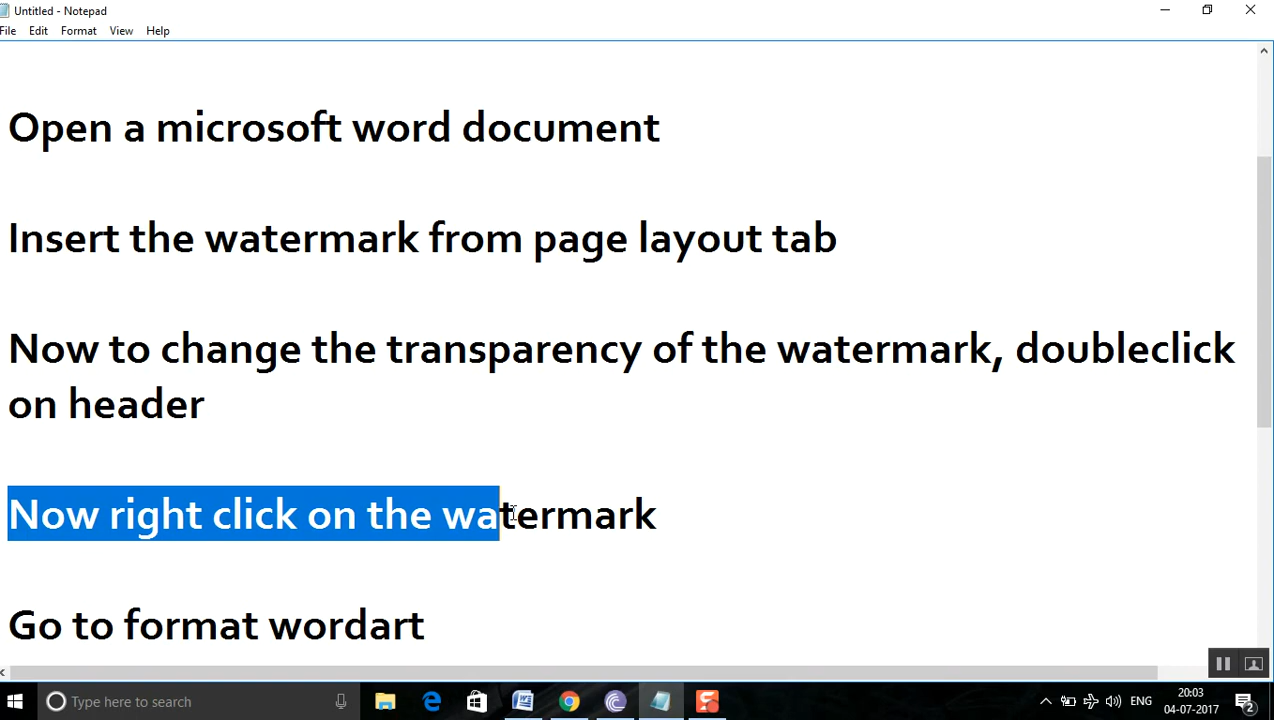 Untitled - Notepad
File Edit Format View Help
Open a microsoft word document
Insert the watermark from page layout tab
Now to change the transparency of the watermark, doubleclick
on header
Now right click on the watermark
Go to format wordart
Type here to search
ENG
20:03
04-07-2017
2